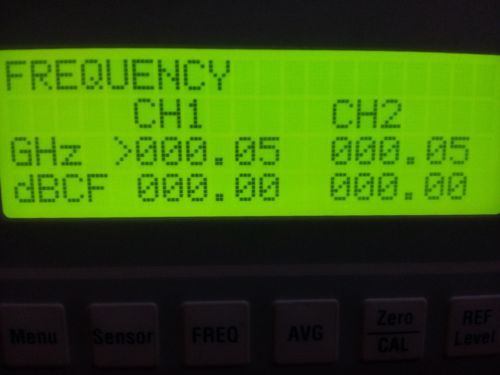 FREQUENCY
CH1 CH2
GHz >000.05 000.05
dBCF 000.00 000.00
Menu Sensor FREQ AVG Zero CAL REF Level